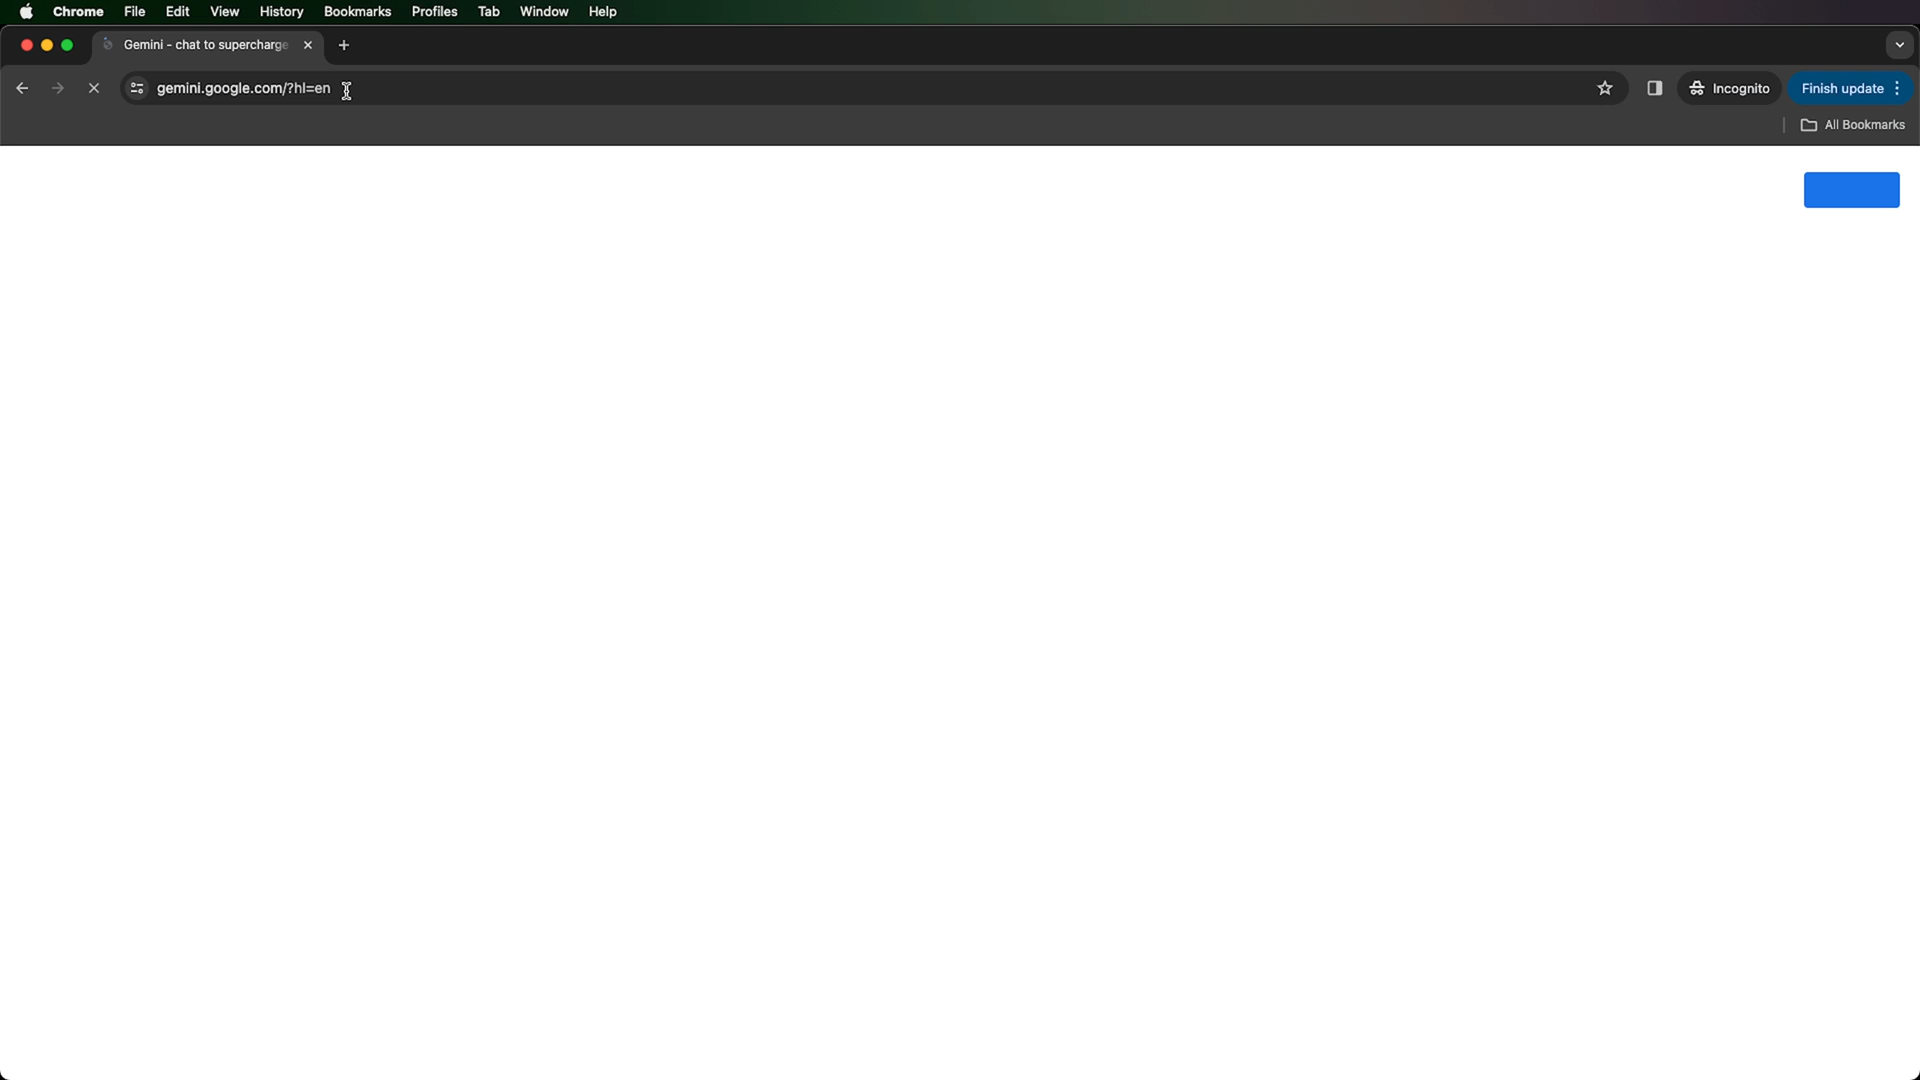 Chrome File Edit View History Bookmarks Profiles Tab Window Help
Gemini - chat to supercharge
gemini.google.com/?hl=en
Incognito
Finish update
All Bookmarks